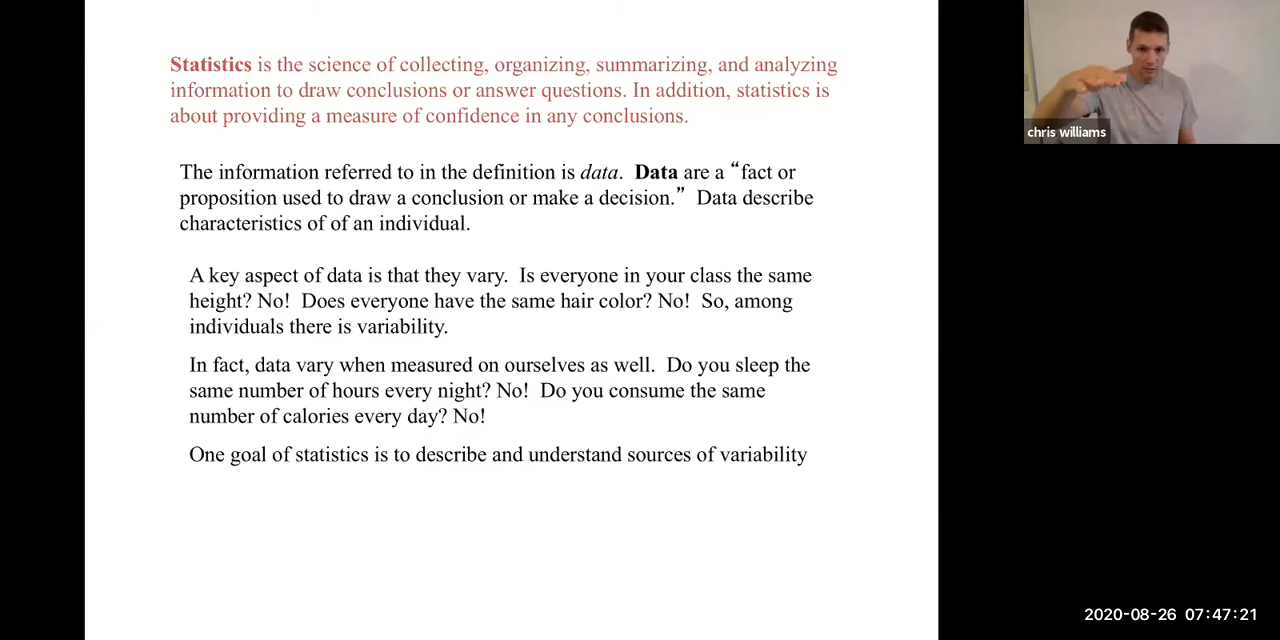 Statistics is the science of collecting, organizing, summarizing, and analyzing
information to draw conclusions or answer questions. In addition, statistics is
about providing a measure of confidence in any conclusions.
The information referred to in the definition is data. Data are a “fact or
proposition used to draw a conclusion or make a decision.” Data describe
characteristics of of an individual.
A key aspect of data is that they vary. Is everyone in your class the same
height? No! Does everyone have the same hair color? No! So, among
individuals there is variability.
In fact, data vary when measured on ourselves as well. Do you sleep the
same number of hours every night? No! Do you consume the same
number of calories every day? No!
One goal of statistics is to describe and understand sources of variability
chris williams
2020-08-26 07:47:21